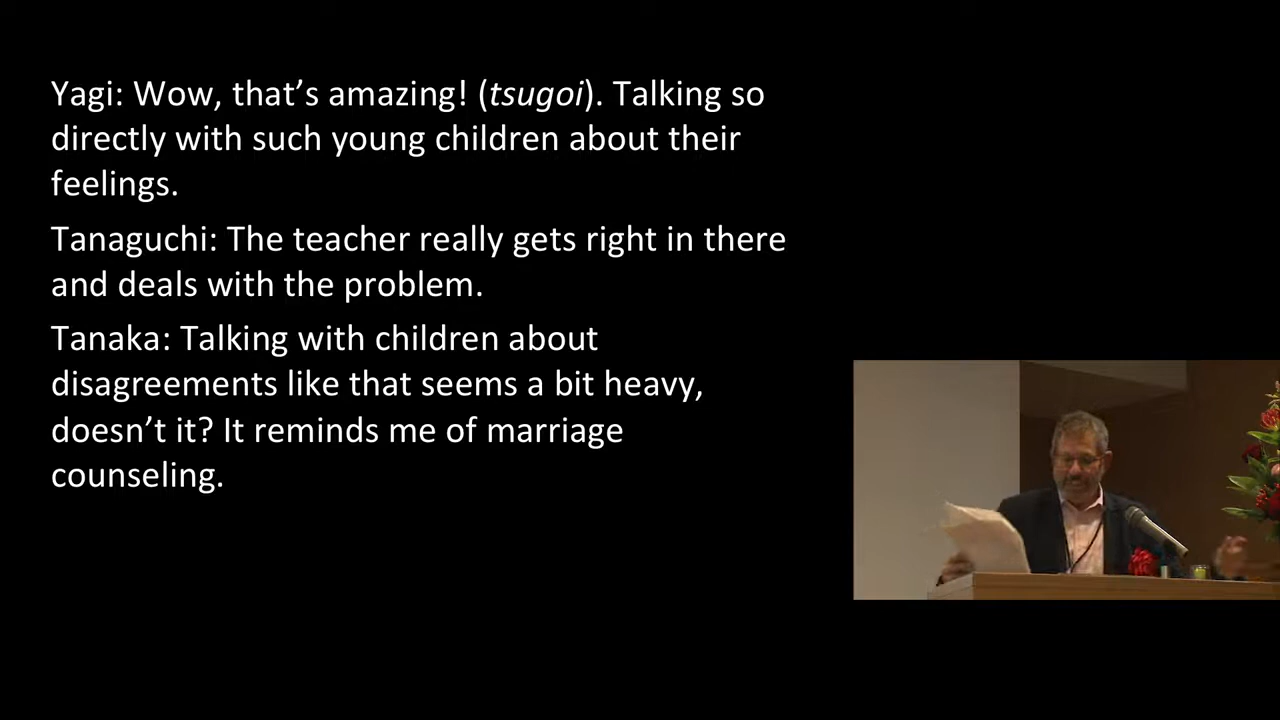 Yagi: Wow, that’s amazing! (tsugoi). Talking so
directly with such young children about their
feelings.
Tanaguchi: The teacher really gets right in there
and deals with the problem.
Tanaka: Talking with children about
disagreements like that seems a bit heavy,
doesn’t it? It reminds me of marriage
counseling.